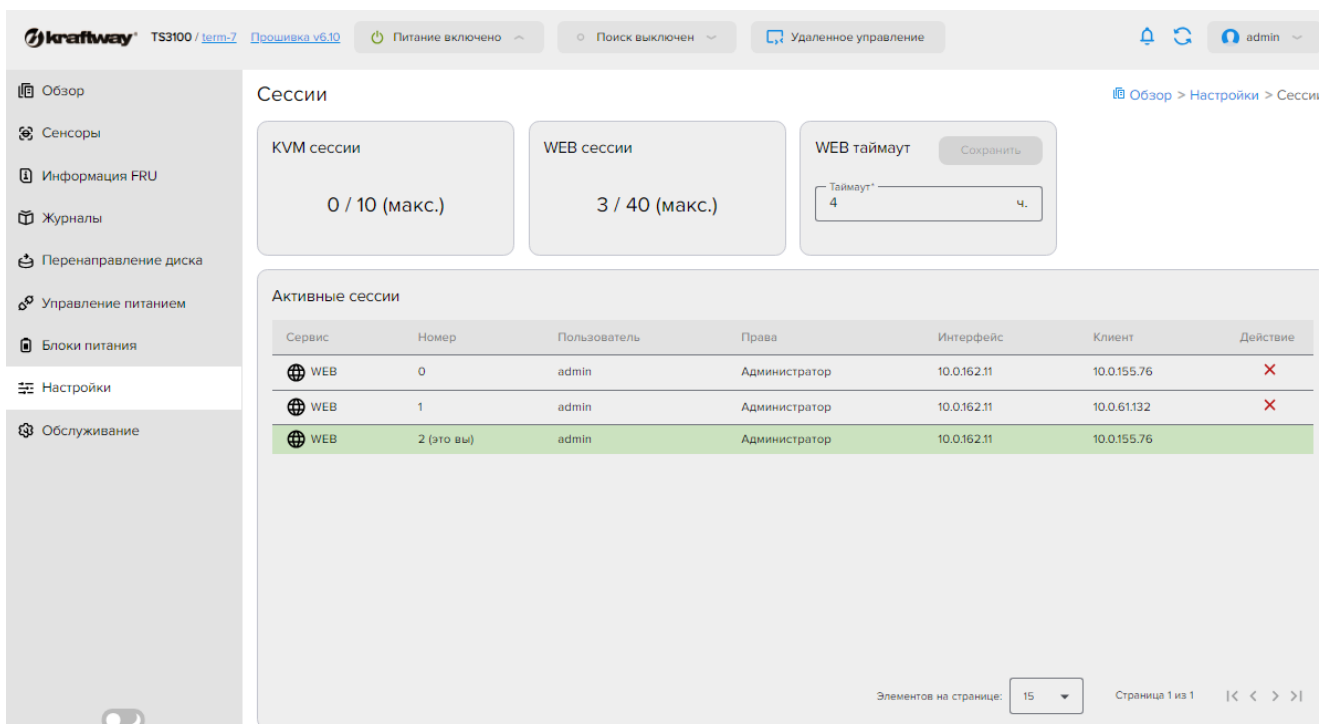 kraftway TS3100 / term-7 Прошивка v6.10 Питание включено Поиск выключен Удаленное управление admin
Обзор
Сенсоры
Информация FRU
Журналы
Перенаправление диска
Управление питанием
Блоки питания
Настройки
Обслуживание
Сессии
Обзор > Настройки > Сессии
KVM сессии
0 / 10 (макс.)
WEB сессии
3 / 40 (макс.)
WEB таймаут Сохранить
Таймаут*
4 ч.
Активные сессии
Сервис Номер Пользователь Права Интерфейс Клиент Действие
WEB 0 admin Администратор 10.0.162.11 10.0.155.76
WEB 1 admin Администратор 10.0.162.11 10.0.61.132
WEB 2 (это вы) admin Администратор 10.0.162.11 10.0.155.76
Элементов на странице: 15 Страница 1 из 1